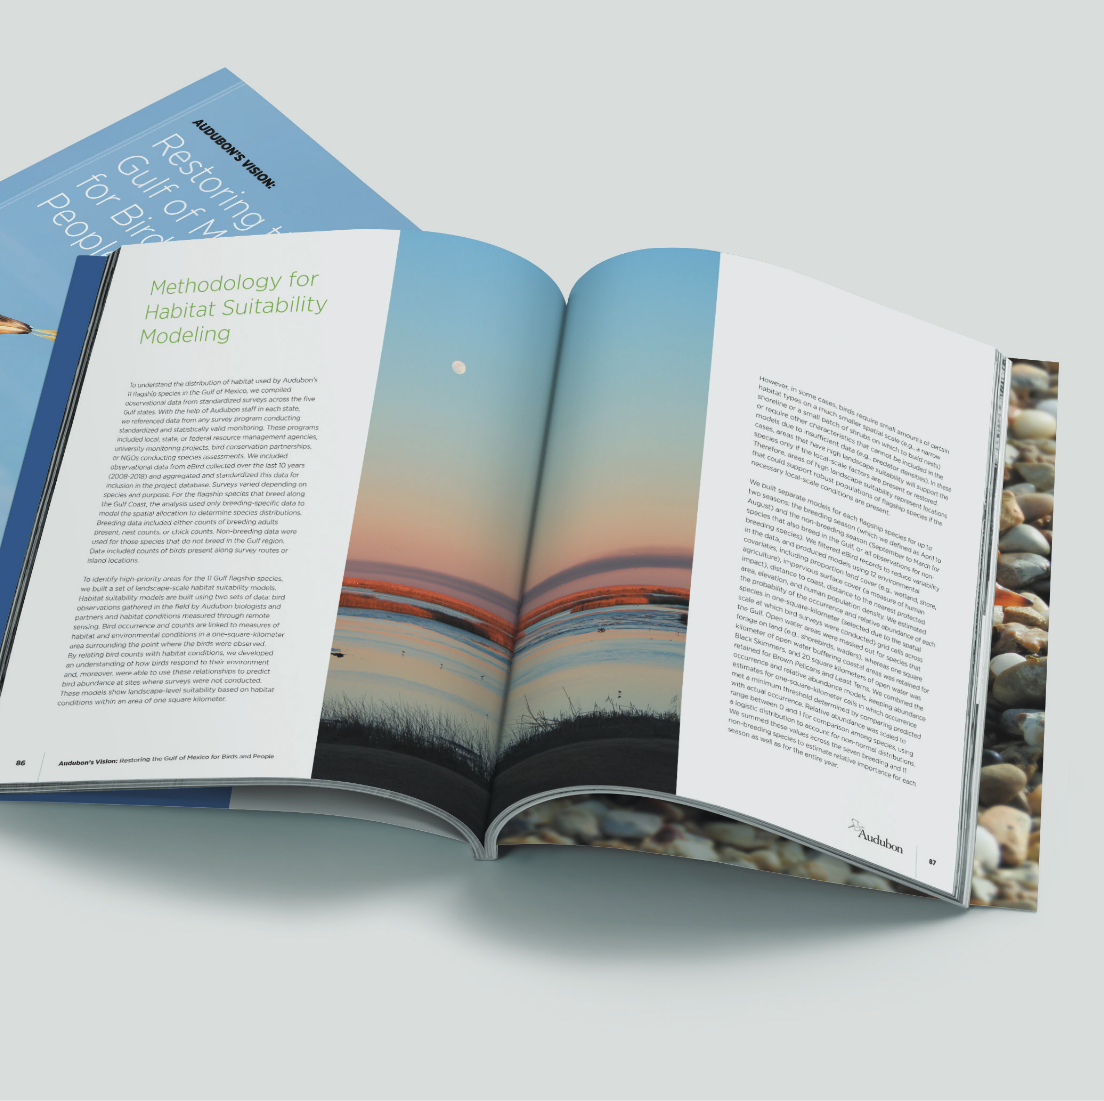 AUDUBON'S VISION:
Restoring
Gulf of
for
Methodology for
Habitat Suitability
Modeling
To understand the distribution of habitat used by Audubon's
11 flagship species in the Gulf of Mexico, we compiled
observational data from standardized surveys across the five
Gulf states. With the help of Audubon staff in each state,
we referenced data from any survey program conducting
standardized and statistically valid monitoring. These programs
included local, state, or federal resource management agencies,
university monitoring projects, bird conservation partnerships,
or NGOs conducting species assessments. We included
observational data from eBird collected over the last 10 years
(2008-2018) and aggregated and standardized this data for
inclusion in the project database. Surveys varied depending on
species and purpose. For the flagship species that breed along
the Gulf Coast, the analysis used only breeding-specific data to
model the spatial allocation to determine species distributions.
Breeding data included either counts of breeding adults
present, nest counts, or chick counts. Non-breeding data were
used for those species that do not breed in the Gulf region.
Data included counts of birds present along survey routes or
island locations.
To identify high-priority areas for the 11 Gulf flagship species,
we built a set of landscape-scale habitat suitability models.
Habitat suitability models are built using two sets of data: bird
observations gathered in the field by Audubon biologists and
partners and habitat conditions measured through remote
sensing. Bird occurrence and counts are linked to measures of
habitat and environmental conditions in a one-square-kilometer
area surrounding the point where the birds were observed.
By relating bird counts with habitat conditions, we developed
an understanding of how birds respond to their environment
and, moreover, were able to use these relationships to predict
bird abundance at sites where surveys were not conducted.
These models show landscape-level suitability based on habitat
conditions within an area of one square kilometer.
86
Audubon's Vision: Restoring the Gulf of Mexico for Birds and People
However, in some cases, birds require small amounts of certain
habitat types on a much smaller spatial scale (e.g., a narrow
shoreline or a small patch of shrubs on which to build nests)
or require other characteristics that cannot be included in the
models due to insufficient data (e.g., predator densities). In these
cases, areas that have high landscape suitability will support the
species only if the local-scale factors are present or restored.
Therefore, areas of high landscape suitability represent locations
that could support robust populations of flagship species if the
necessary local-scale conditions are present.
We built separate models for each flagship species for up to
two seasons: the breeding season (which we defined as April to
August) and the non-breeding season (September to March for
species that also breed in the Gulf, or all observations for non-
breeding species). We filtered eBird records to reduce variability
in the data, and produced models using 12 environmental
covariates, including proportion land cover (e.g., wetland, shore,
agriculture), impervious surface cover (a measure of human
impact), distance to coast, distance to the nearest protected
area, elevation, and human population density. We estimated
the probability of the occurrence and relative abundance of each
species in one-square-kilometer (selected due to the spatial
scale at which bird surveys were conducted) grid cells across
the Gulf. Open water areas were masked out for species that
forage on land (e.g., shorebirds, waders), whereas one square
kilometer of open water buffering coastal areas was retained for
Black Skimmers, and 20 square kilometers of open water was
retained for Brown Pelicans and Least Terns. We combined the
occurrence and relative abundance models, keeping abundance
estimates for one-square-kilometer cells in which occurrence
met a minimum threshold determined by comparing predicted
with actual occurrence. Relative abundance was scaled to
range between 0 and 1 for comparison among species, using
a logistic distribution to account for non-normal distributions.
We summed these values across the seven breeding and 11
non-breeding species to estimate relative importance for each
season as well as for the entire year.
Audubon
87